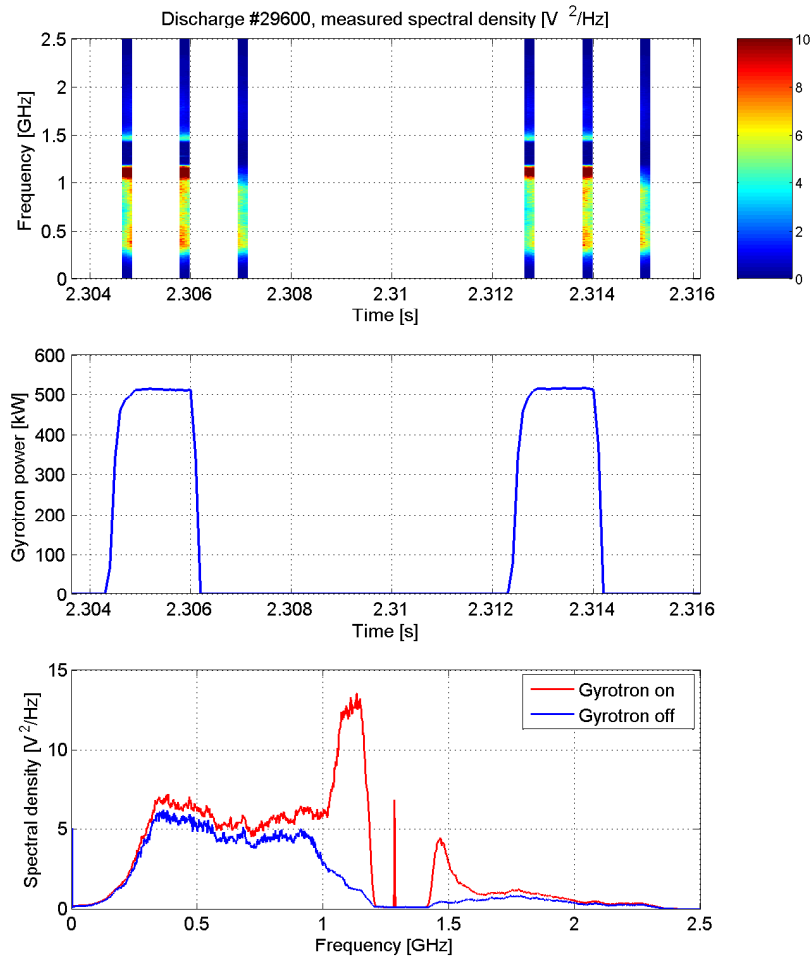 Discharge #29600, measured spectral density [V ²/Hz]
2.5
2
1.5
1
0.5
0
Frequency [GHz]
2.304 2.306 2.308 2.31 2.312 2.314 2.316
Time [s]
10
8
6
4
2
0
600
500
400
300
200
100
0
Gyrotron power [kW]
2.304 2.306 2.308 2.31 2.312 2.314 2.316
Time [s]
15
10
5
0
Spectral density [V²/Hz]
Gyrotron on
Gyrotron off
0 0.5 1 1.5 2 2.5
Frequency [GHz]